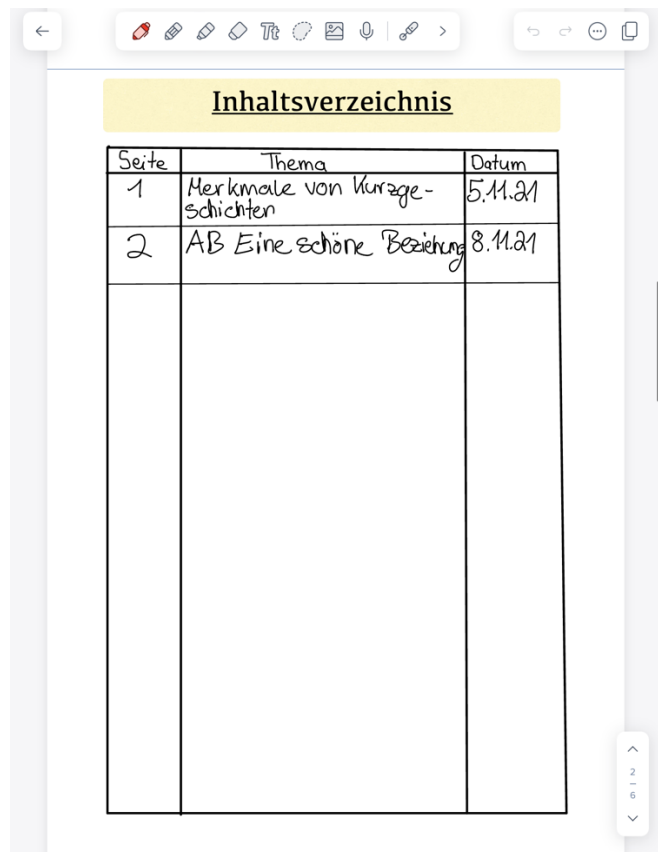 Tt
Inhaltsverzeichnis
Seite Thema Datum
1 Merkmale von Kurzge- 5.11.21
schichten
2 AB Eine schöne Beziehung 8.11.21
2
6